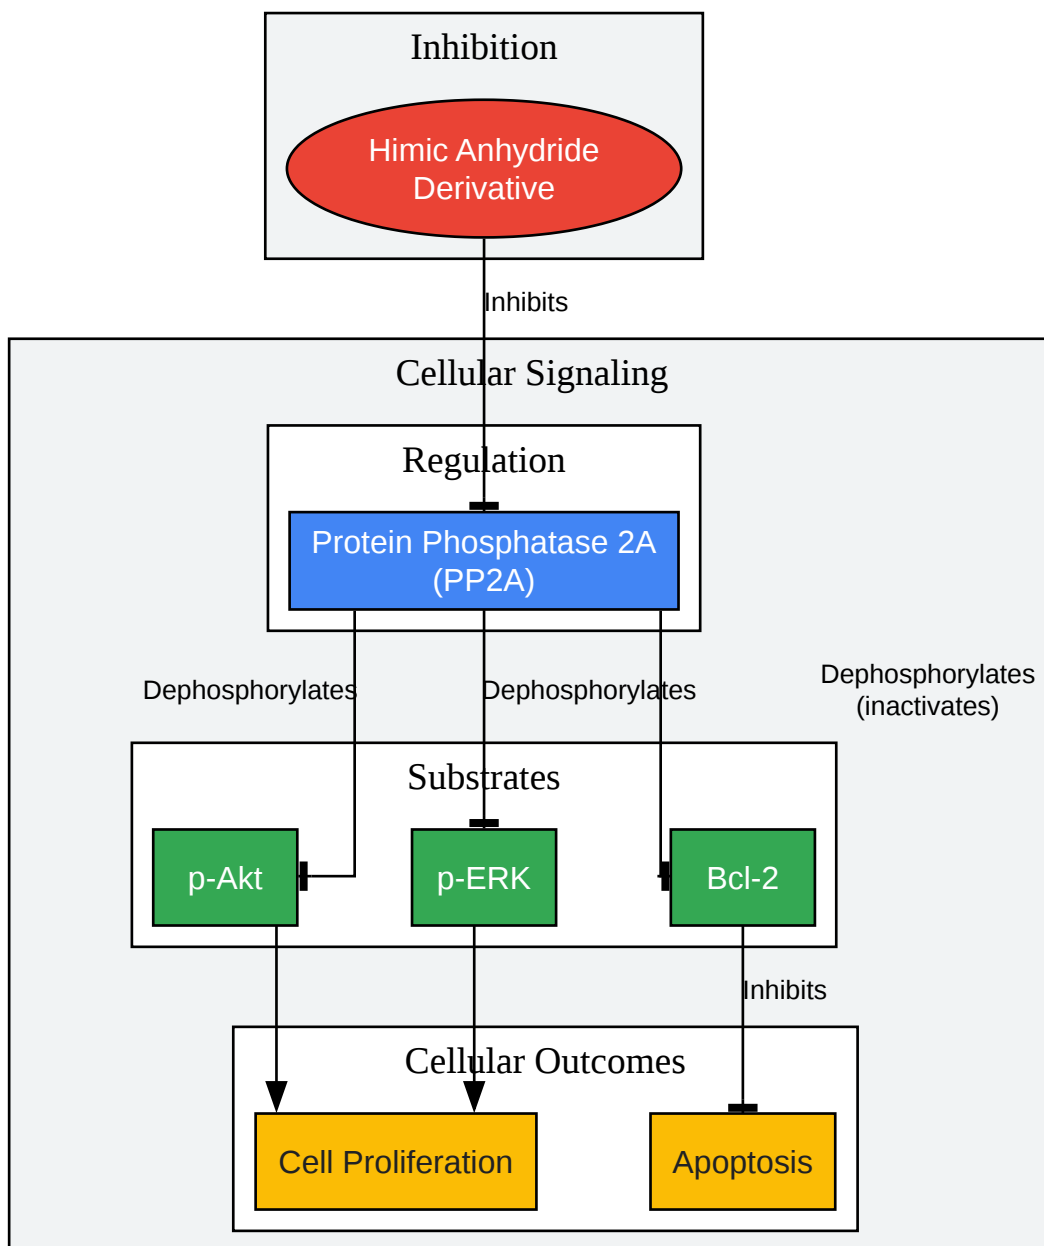 Inhibition
Himic Anhydride
Derivative
Inhibits
Cellular Signaling
Regulation
Protein Phosphatase 2A
(PP2A)
Dephosphorylates
Dephosphorylates
Dephosphorylates
(inactivates)
Substrates
p-Akt
p-ERK
Bcl-2
Inhibits
Cellular Outcomes
Cell Proliferation
Apoptosis